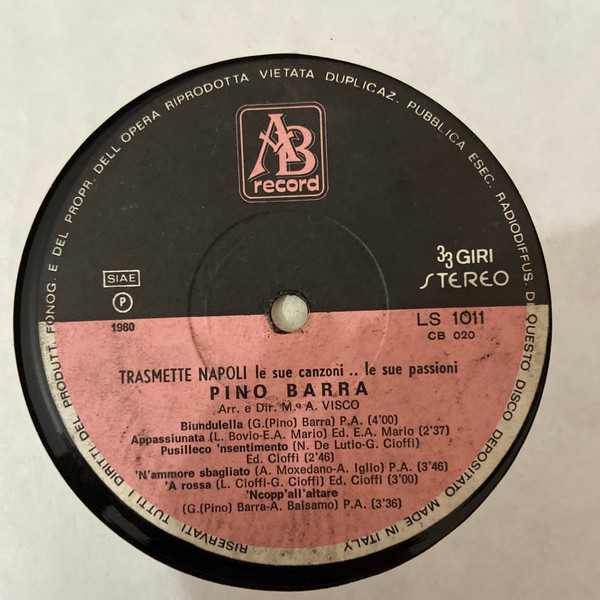 RISERVATI TUTTI I DIRITTI DEL PRODUTT. FONOG. E DEL PROPR. DELL OPERA RIPRODOTTA VIETATA DUPLICAZ. PUBBLICA ESEC. RADIODIFFUS. DI QUESTO DISCO DEPOSITATO MADE IN ITALY
AB
record
33 GIRI
STEREO
SIAE
P
1980
LS 1011
CB 020
TRASMETTE NAPOLI le sue canzoni .. le sue passioni
PINO BARRA
Arr. e Dir. M.º A. VISCO
Biundulella (G.(Pino) Barra) P.A. (4'00)
Appassiunata (L. Bovio-E.A. Mario) Ed. E.A. Mario) (2'37)
Pusilleco 'nsentimento (N. De Lutio-G. Cioffi)
Ed. Cioffi (2'46)
'N'ammore sbagliato (A. Moxedano-A. Iglio) P.A. (3'46)
'A rossa (L. Cioffi-G. Cioffi) Ed. Cioffi (3'00)
'Ncopp'all'altare
(G.(Pino) Barra-A. Balsamo) P.A. (3'36)